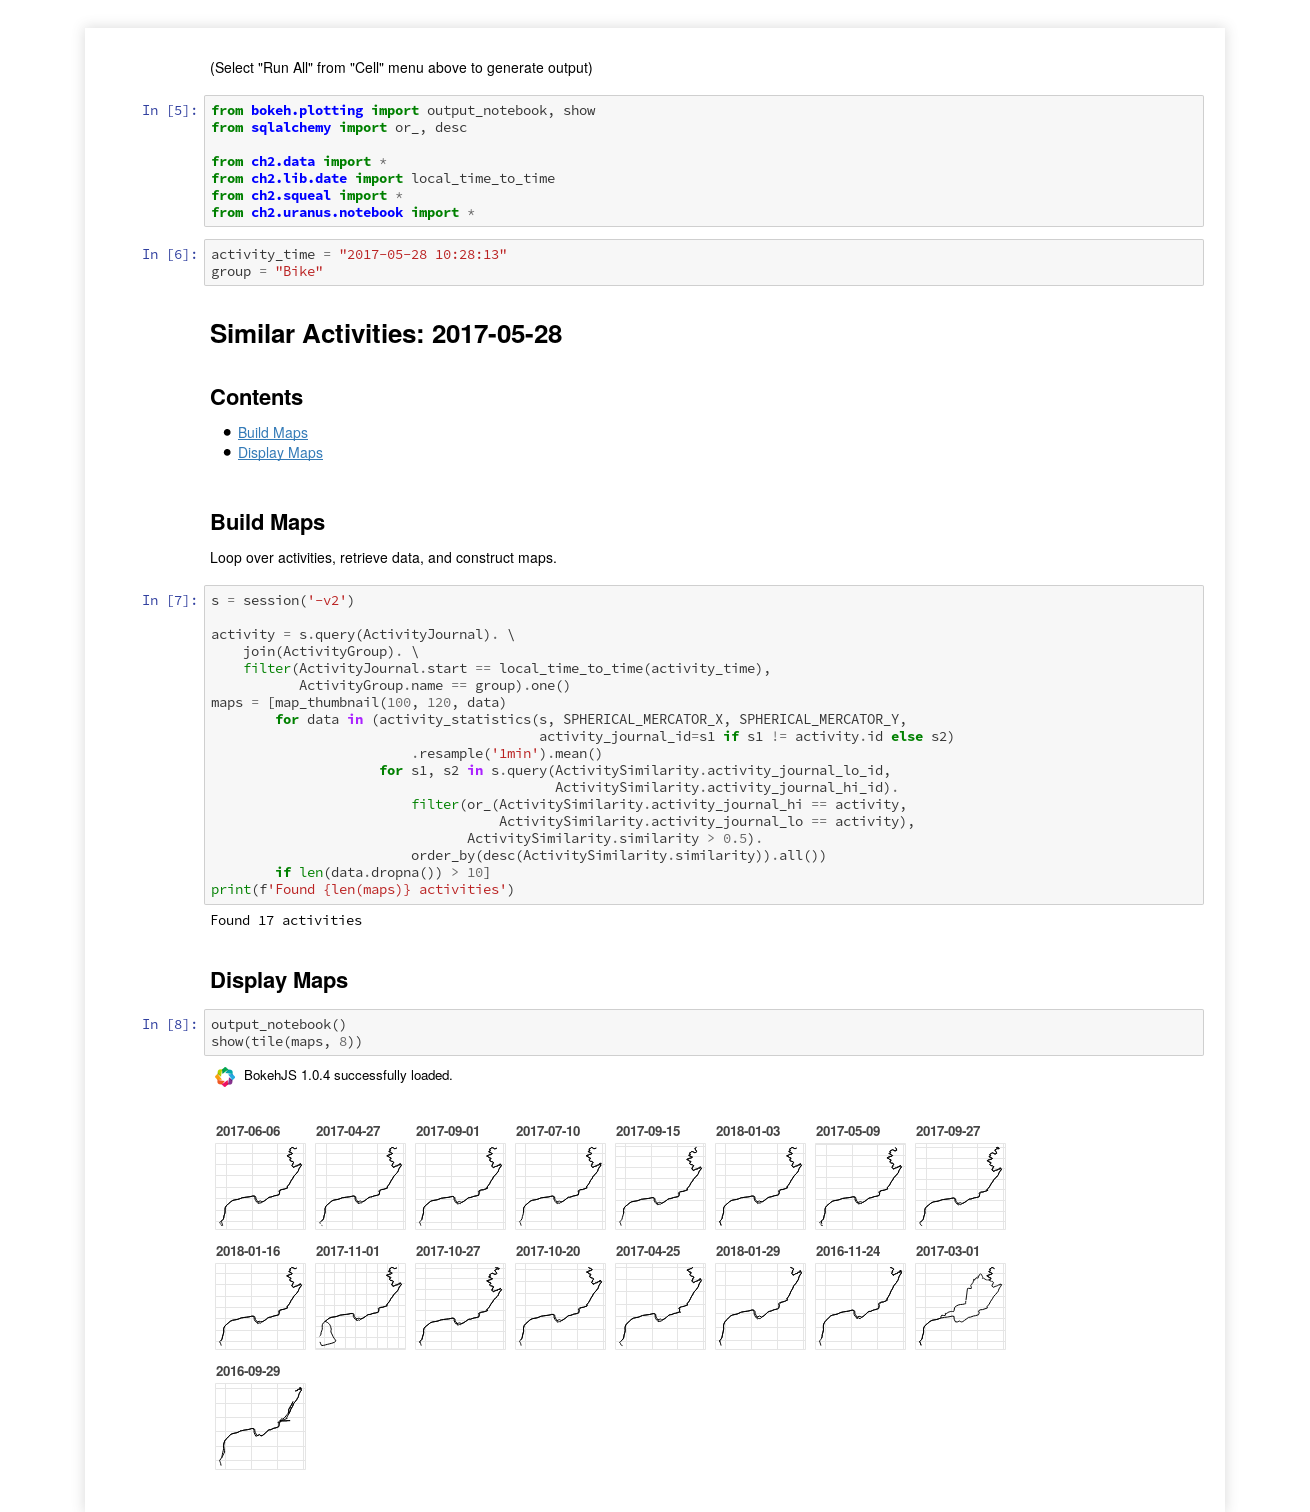 (Select "Run All" from "Cell" menu above to generate output)
In [5]:
from bokeh.plotting import output_notebook, show
from sqlalchemy import or_, desc

from ch2.data import *
from ch2.lib.date import local_time_to_time
from ch2.squeal import *
from ch2.uranus.notebook import *
In [6]:
activity_time = "2017-05-28 10:28:13"
group = "Bike"
Similar Activities: 2017-05-28
Contents
Build Maps
Display Maps
Build Maps
Loop over activities, retrieve data, and construct maps.
In [7]:
s = session('-v2')

activity = s.query(ActivityJournal). \
    join(ActivityGroup). \
    filter(ActivityJournal.start == local_time_to_time(activity_time),
           ActivityGroup.name == group).one()
maps = [map_thumbnail(100, 120, data)
        for data in (activity_statistics(s, SPHERICAL_MERCATOR_X, SPHERICAL_MERCATOR_Y,
                                         activity_journal_id=s1 if s1 != activity.id else s2)
                         .resample('1min').mean()
                     for s1, s2 in s.query(ActivitySimilarity.activity_journal_lo_id,
                                           ActivitySimilarity.activity_journal_hi_id).
                         filter(or_(ActivitySimilarity.activity_journal_hi == activity,
                                    ActivitySimilarity.activity_journal_lo == activity),
                                ActivitySimilarity.similarity > 0.5).
                         order_by(desc(ActivitySimilarity.similarity)).all())
        if len(data.dropna()) > 10]
print(f'Found {len(maps)} activities')
Found 17 activities
Display Maps
In [8]:
output_notebook()
show(tile(maps, 8))
BokehJS 1.0.4 successfully loaded.
2017-06-06 2017-04-27 2017-09-01 2017-07-10 2017-09-15 2018-01-03 2017-05-09 2017-09-27
2018-01-16 2017-11-01 2017-10-27 2017-10-20 2017-04-25 2018-01-29 2016-11-24 2017-03-01
2016-09-29